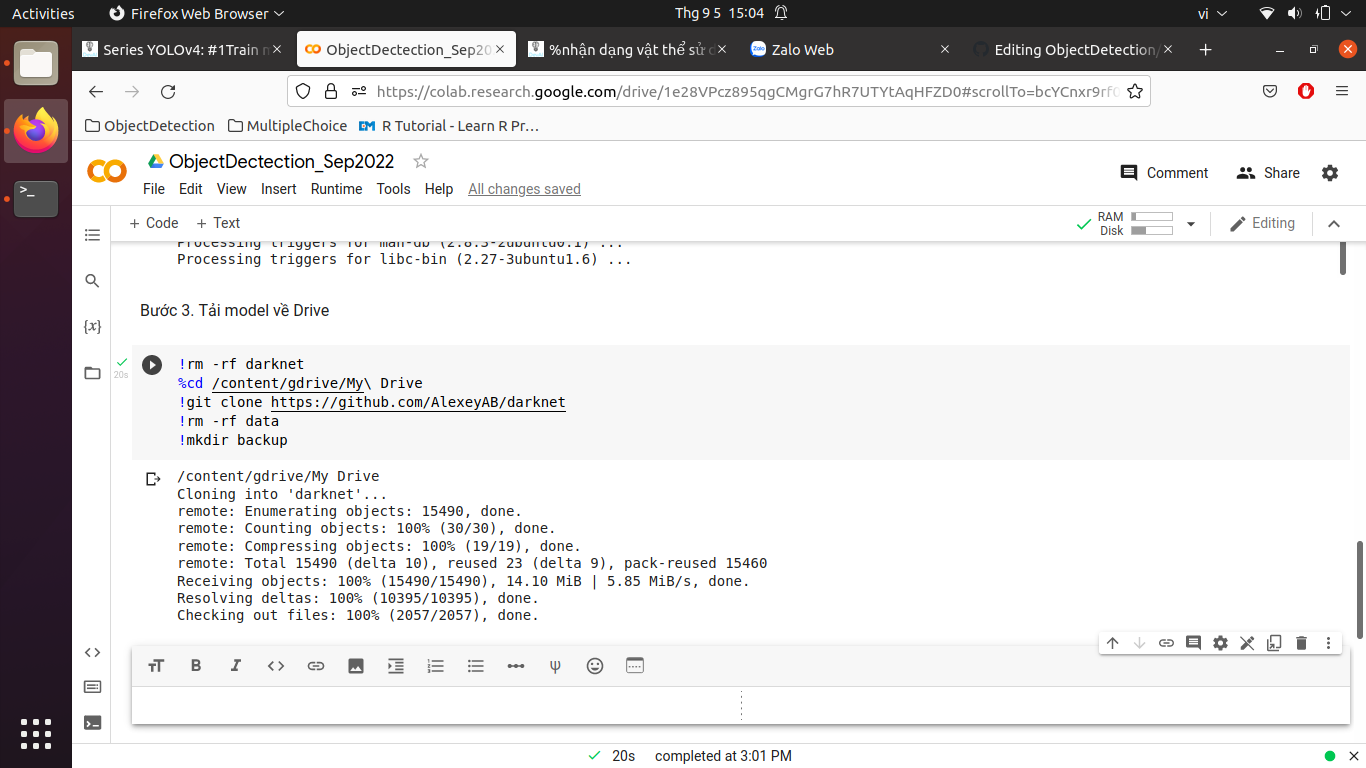 Activities Firefox Web Browser Thg 9 5 15:04 vi
Series YOLOv4: #1Train ObjectDectection_Sep20 %nhận dạng vật thể sử Zalo Web Editing ObjectDetection/
https://colab.research.google.com/drive/1e28VPcz895qgCMgrG7hR7UTYtAqHFZD0#scrollTo=bcYCnxr9rf
ObjectDetection MultipleChoice R Tutorial - Learn R Pr…
ObjectDectection_Sep2022
File Edit View Insert Runtime Tools Help All changes saved
Comment Share
+ Code + Text
RAM
Disk
Editing
Processing triggers for man-db (2.8.3-2ubuntu0.1) ...
Processing triggers for libc-bin (2.27-3ubuntu1.6) ...
Bước 3. Tải model về Drive
20s
!rm -rf darknet
%cd /content/gdrive/My\ Drive
!git clone https://github.com/AlexeyAB/darknet
!rm -rf data
!mkdir backup
/content/gdrive/My Drive
Cloning into 'darknet'...
remote: Enumerating objects: 15490, done.
remote: Counting objects: 100% (30/30), done.
remote: Compressing objects: 100% (19/19), done.
remote: Total 15490 (delta 10), reused 23 (delta 9), pack-reused 15460
Receiving objects: 100% (15490/15490), 14.10 MiB | 5.85 MiB/s, done.
Resolving deltas: 100% (10395/10395), done.
Checking out files: 100% (2057/2057), done.
20s completed at 3:01 PM